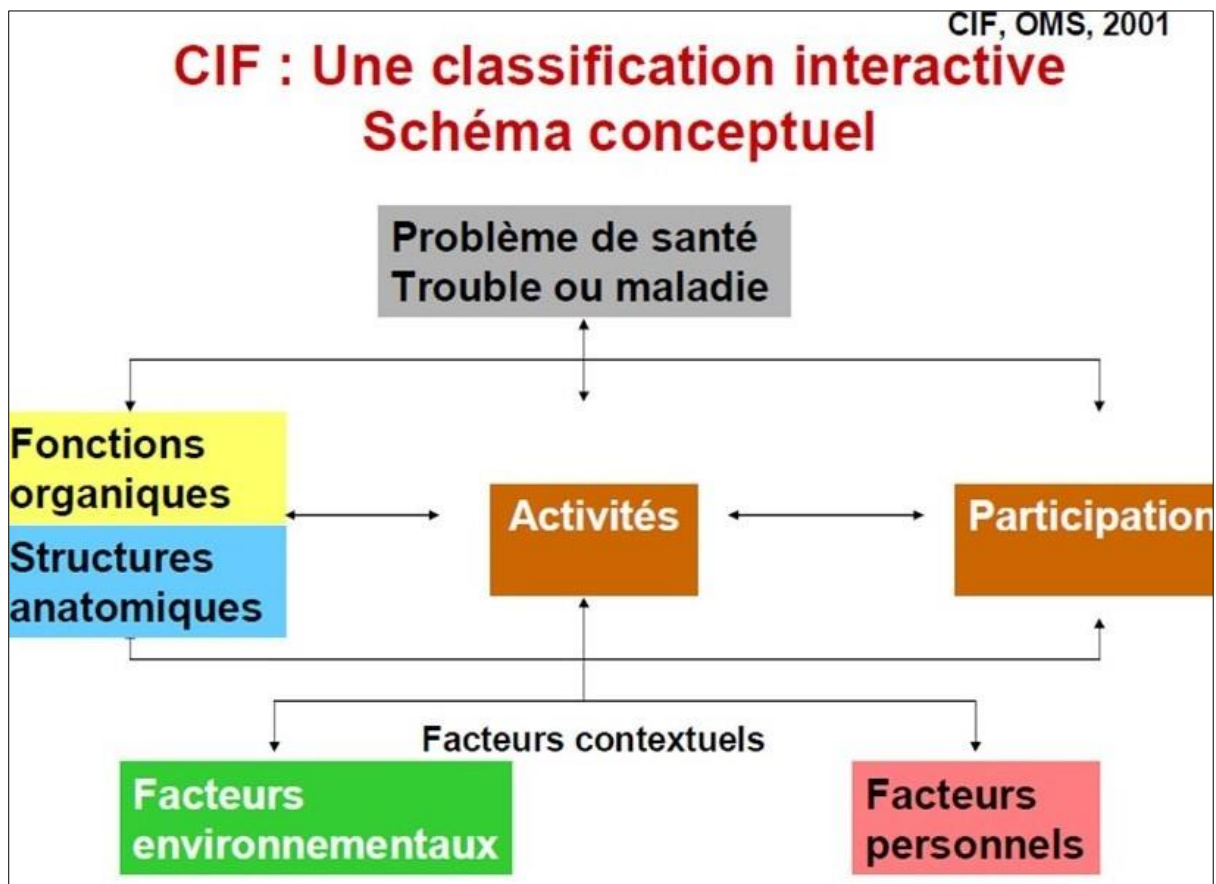 CIF, OMS, 2001
CIF : Une classification interactive
Schéma conceptuel
Problème de santé
Trouble ou maladie
Fonctions
organiques
Structures
anatomiques
Activités
Participation
Facteurs contextuels
Facteurs
environnementaux
Facteurs
personnels